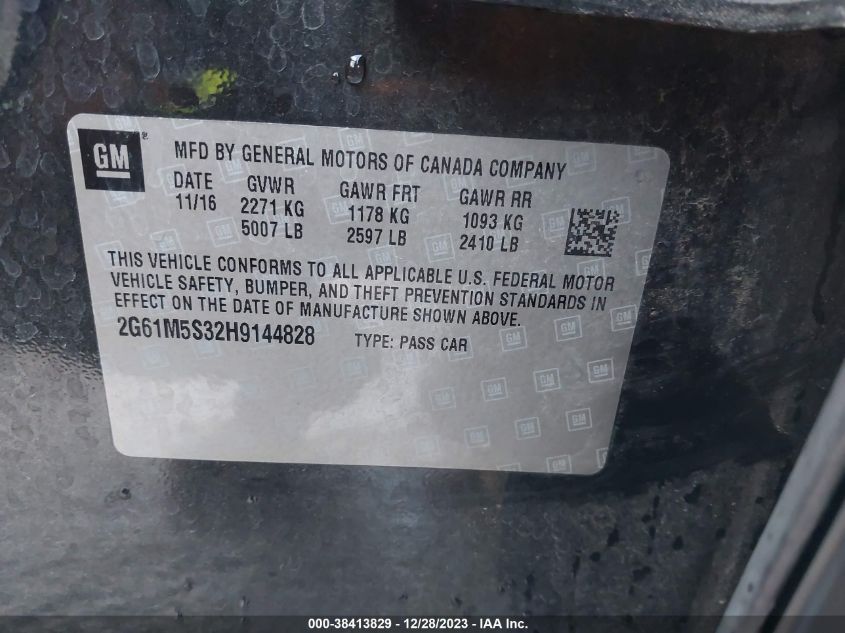 GM
MFD BY GENERAL MOTORS OF CANADA COMPANY
DATE GVWR GAWR FRT GAWR RR
11/16 2271 KG 1178 KG 1093 KG
5007 LB 2597 LB 2410 LB
THIS VEHICLE CONFORMS TO ALL APPLICABLE U.S. FEDERAL MOTOR
VEHICLE SAFETY, BUMPER, AND THEFT PREVENTION STANDARDS IN
EFFECT ON THE DATE OF MANUFACTURE SHOWN ABOVE.
2G61M5S32H9144828 TYPE: PASS CAR
000-38413829 - 12/28/2023 - IAA Inc.